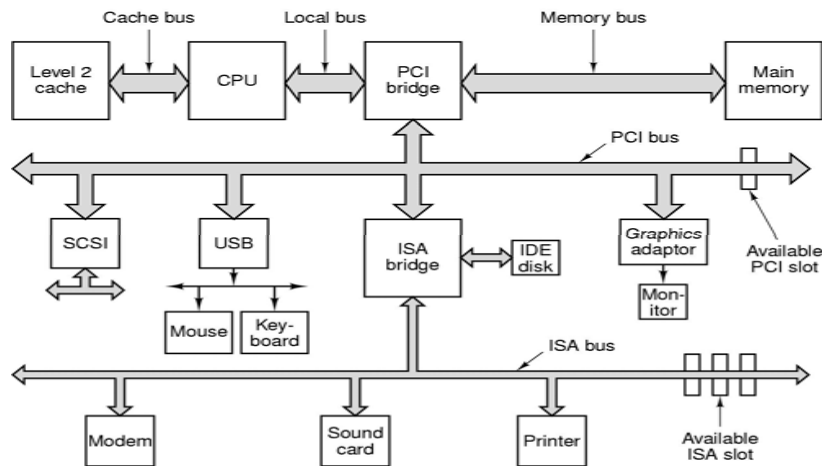 Cache bus
Local bus
Memory bus
Level 2
cache
CPU
PCI
bridge
Main
memory
PCI bus
SCSI
USB
ISA
bridge
IDE
disk
Graphics
adaptor
Available
PCI slot
Mon-
itor
Mouse
Key-
board
ISA bus
Modem
Sound
card
Printer
Available
ISA slot